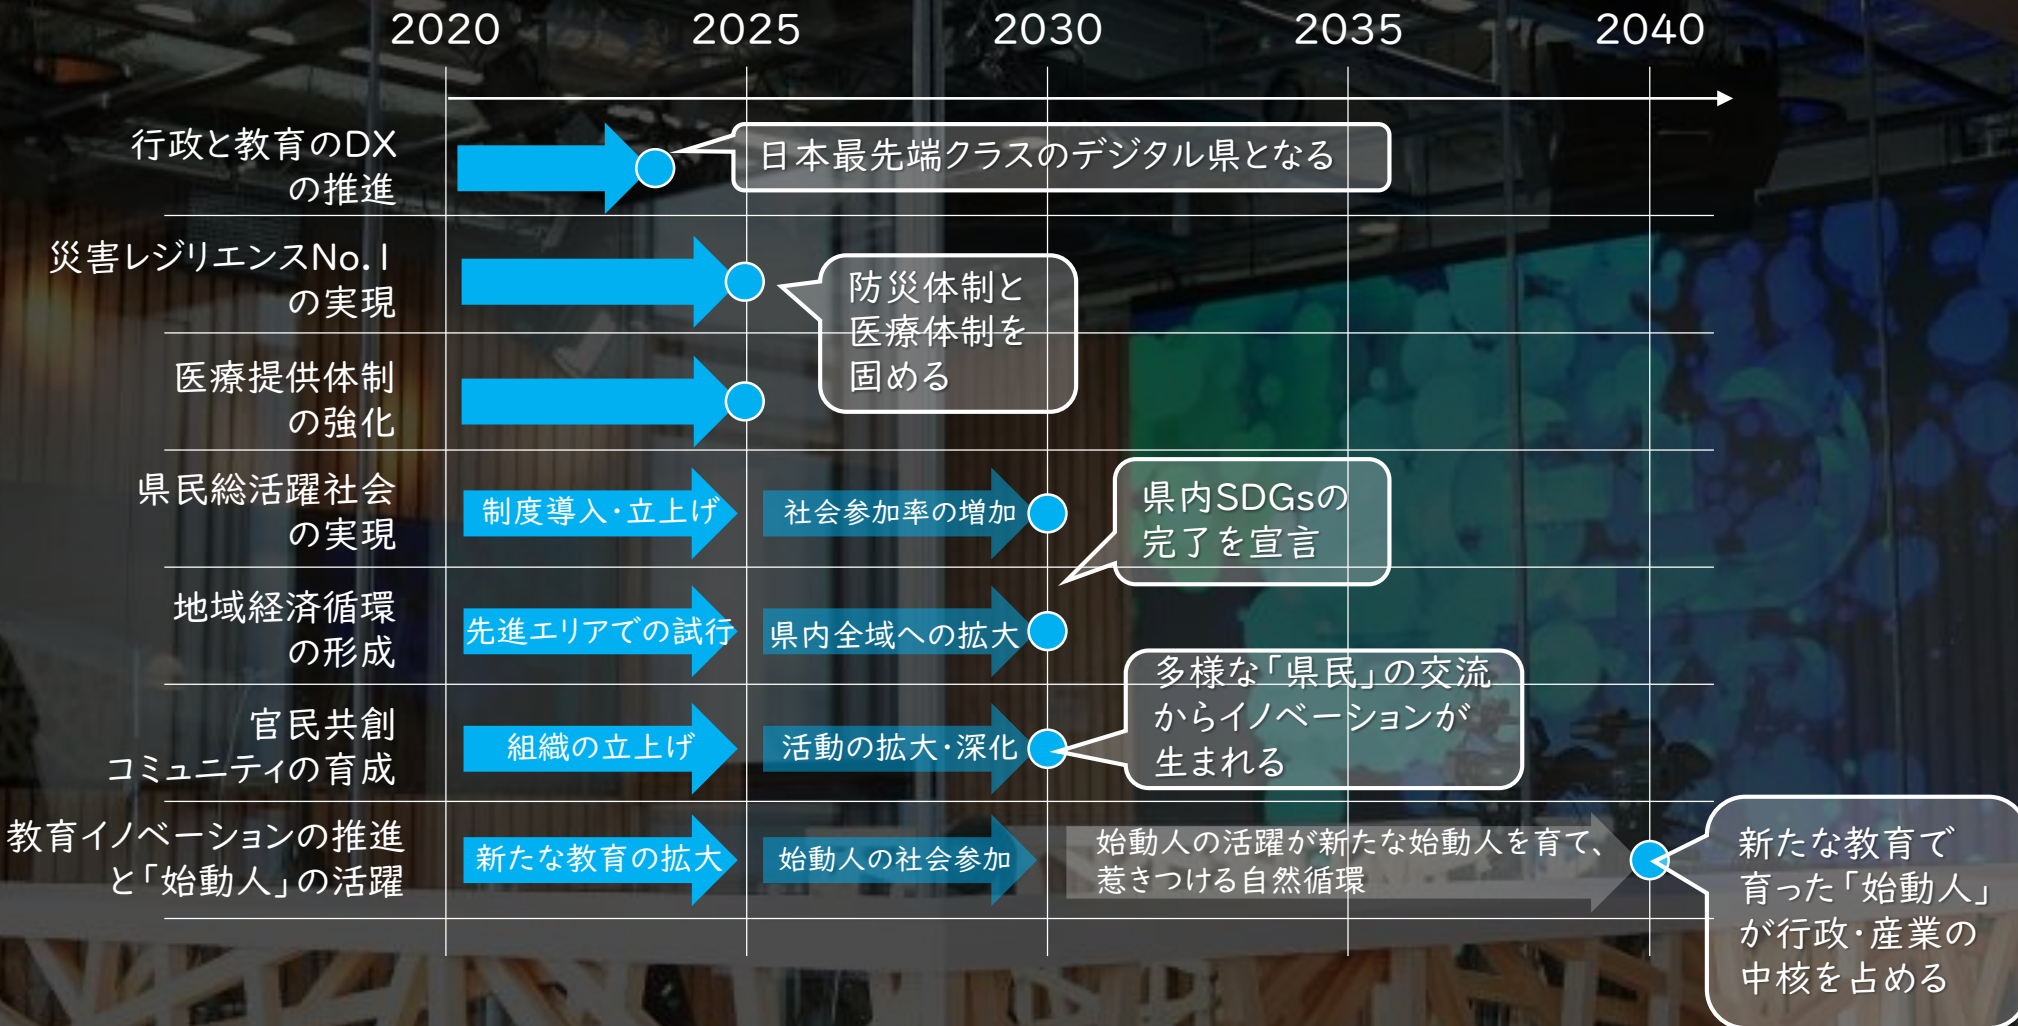 2020
2025
2030
2035
2040
行政と教育のDX
の推進
日本最先端クラスのデジタル県となる
災害レジリエンスNo.1
の実現
防災体制と
医療体制を
固める
医療提供体制
の強化
県民総活躍社会
の実現
制度導入・立上げ
社会参加率の増加
県内SDGsの
完了を宣言
地域経済循環
の形成
先進エリアでの試行
県内全域への拡大
官民共創
コミュニティの育成
組織の立上げ
活動の拡大・深化
多様な「県民」の交流
からイノベーションが
生まれる
教育イノベーションの推進
と「始動人」の活躍
新たな教育の拡大
始動人の社会参加
始動人の活躍が新たな始動人を育て、
惹きつける自然循環
新たな教育で
育った「始動人」
が行政・産業の
中核を占める